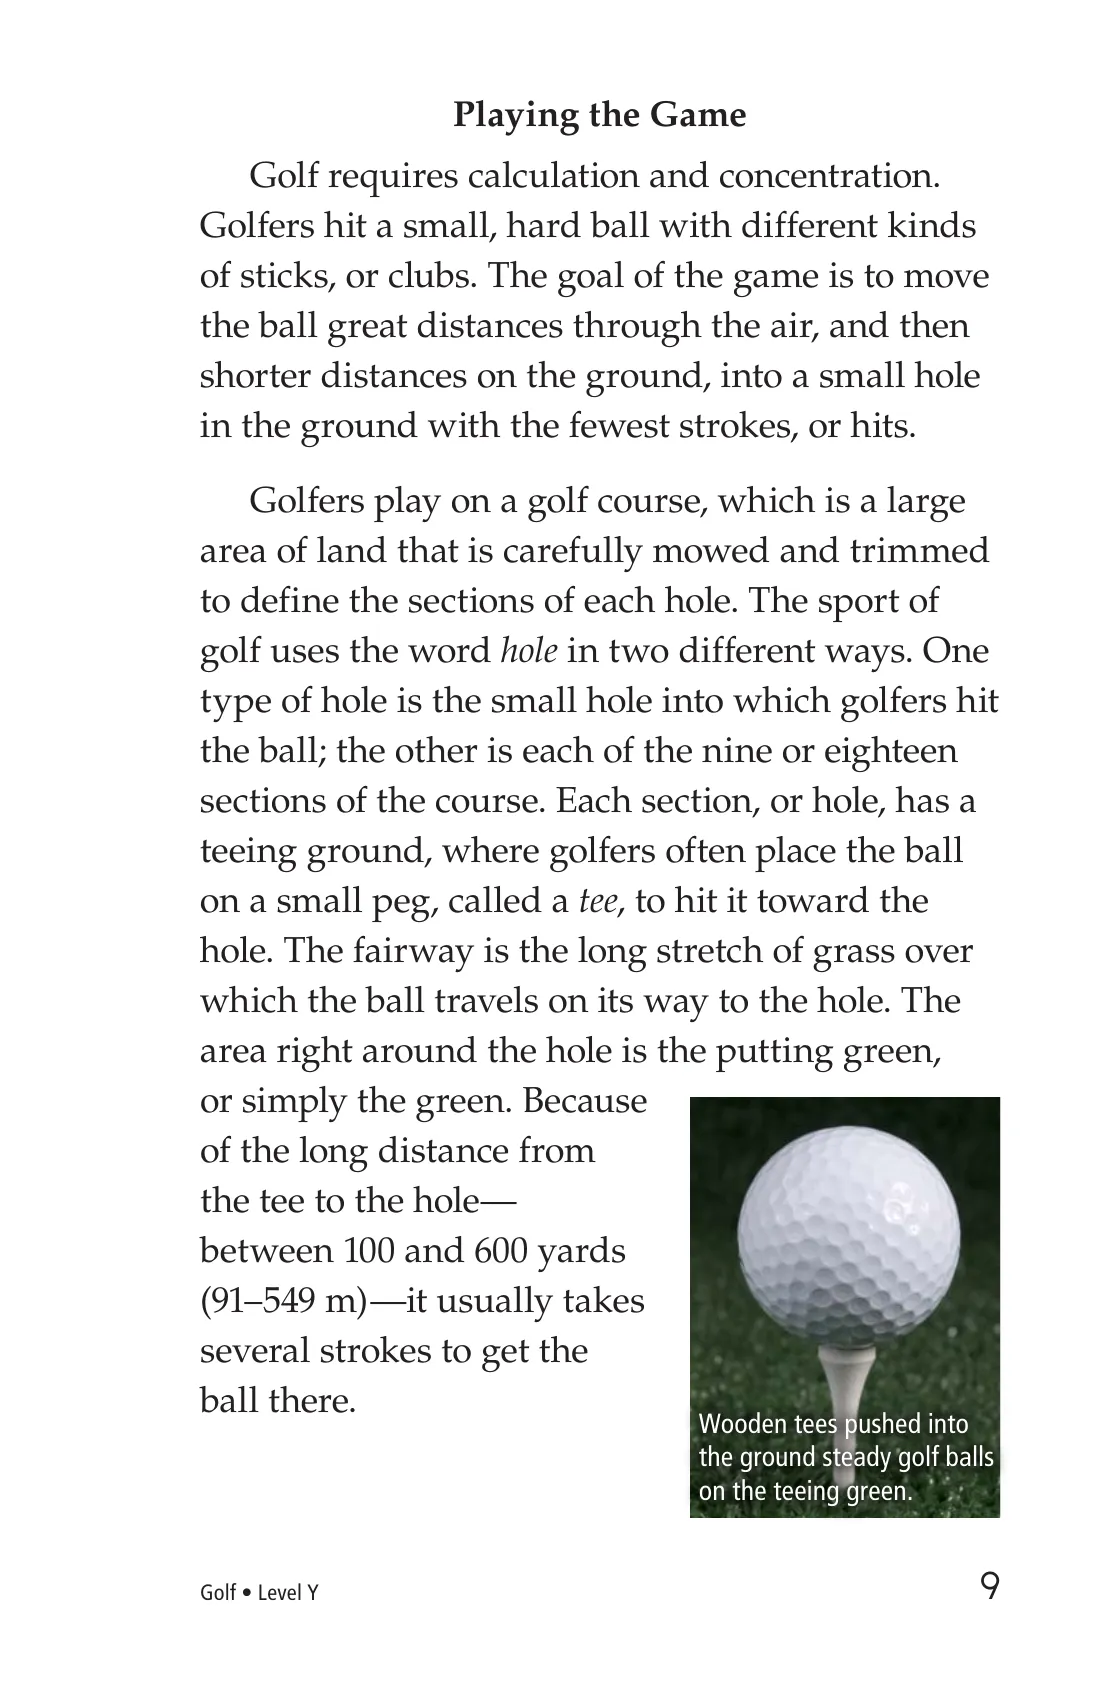 Playing the Game
Golf requires calculation and concentration.
Golfers hit a small, hard ball with different kinds
of sticks, or clubs. The goal of the game is to move
the ball great distances through the air, and then
shorter distances on the ground, into a small hole
in the ground with the fewest strokes, or hits.
Golfers play on a golf course, which is a large
area of land that is carefully mowed and trimmed
to define the sections of each hole. The sport of
golf uses the word hole in two different ways. One
type of hole is the small hole into which golfers hit
the ball; the other is each of the nine or eighteen
sections of the course. Each section, or hole, has a
teeing ground, where golfers often place the ball
on a small peg, called a tee, to hit it toward the
hole. The fairway is the long stretch of grass over
which the ball travels on its way to the hole. The
area right around the hole is the putting green,
or simply the green. Because
of the long distance from
the tee to the hole—
between 100 and 600 yards
(91–549 m)—it usually takes
several strokes to get the
ball there.
Wooden tees pushed into
the ground steady golf balls
on the teeing green.
Golf • Level Y
9